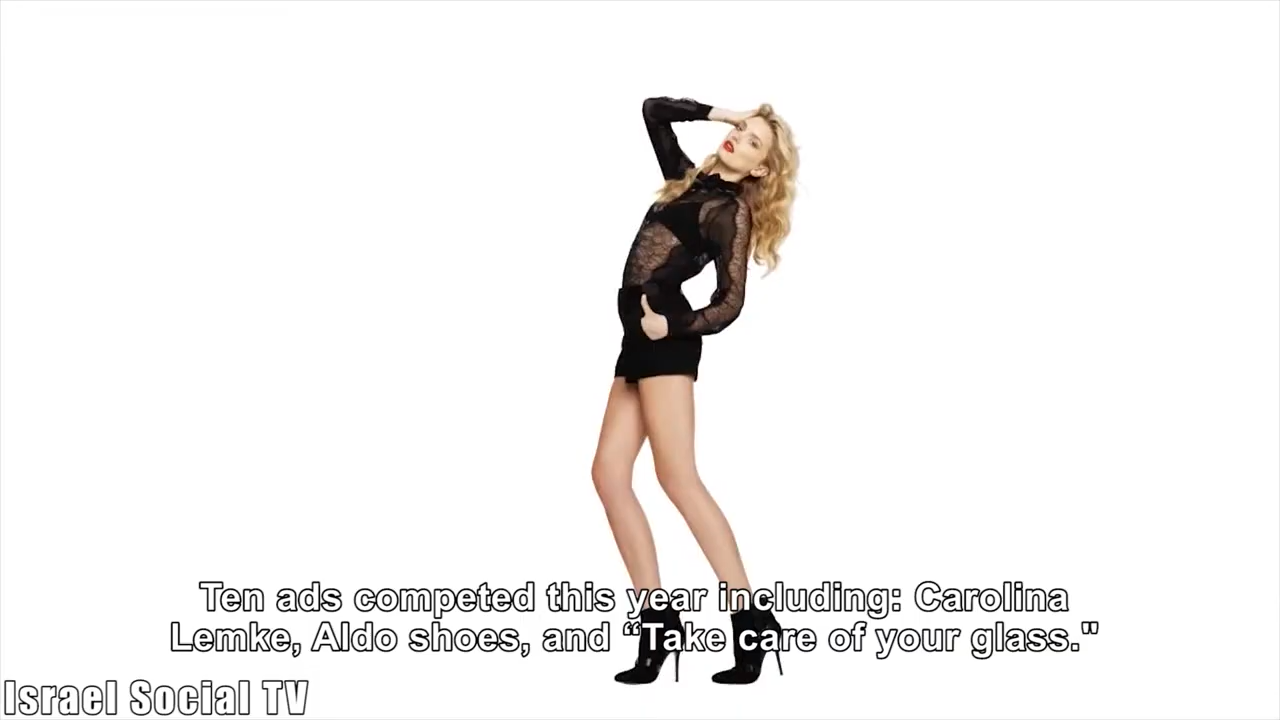 Ten ads competed this year including: Carolina
Lemke, Aldo shoes, and “Take care of your glass."
Israel Social TV